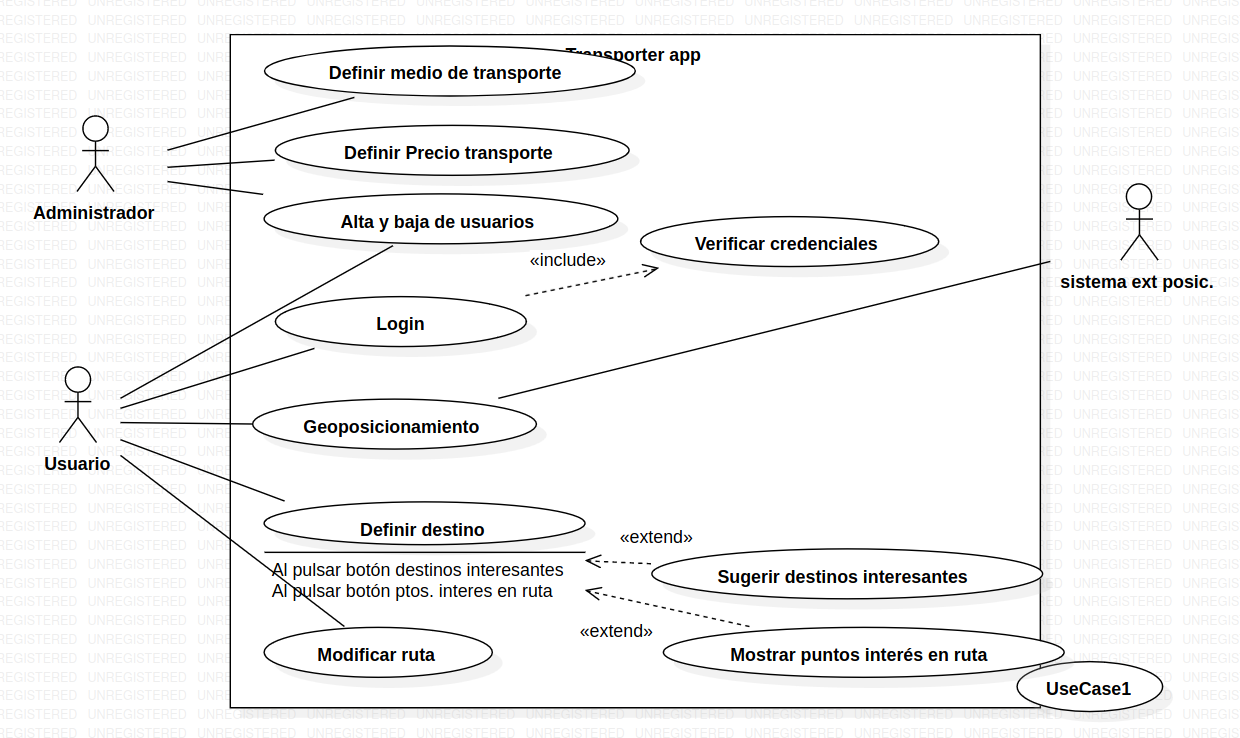 Transporter app
Definir medio de transporte
Definir Precio transporte
Administrador
Alta y baja de usuarios
Verificar credenciales
«include»
sistema ext posic.
Login
Geoposicionamiento
Usuario
Definir destino
«extend»
Al pulsar botón destinos interesantes
Sugerir destinos interesantes
Al pulsar botón ptos. interes en ruta
«extend»
Modificar ruta
Mostrar puntos interés en ruta
UseCase1
UNREGISTERED